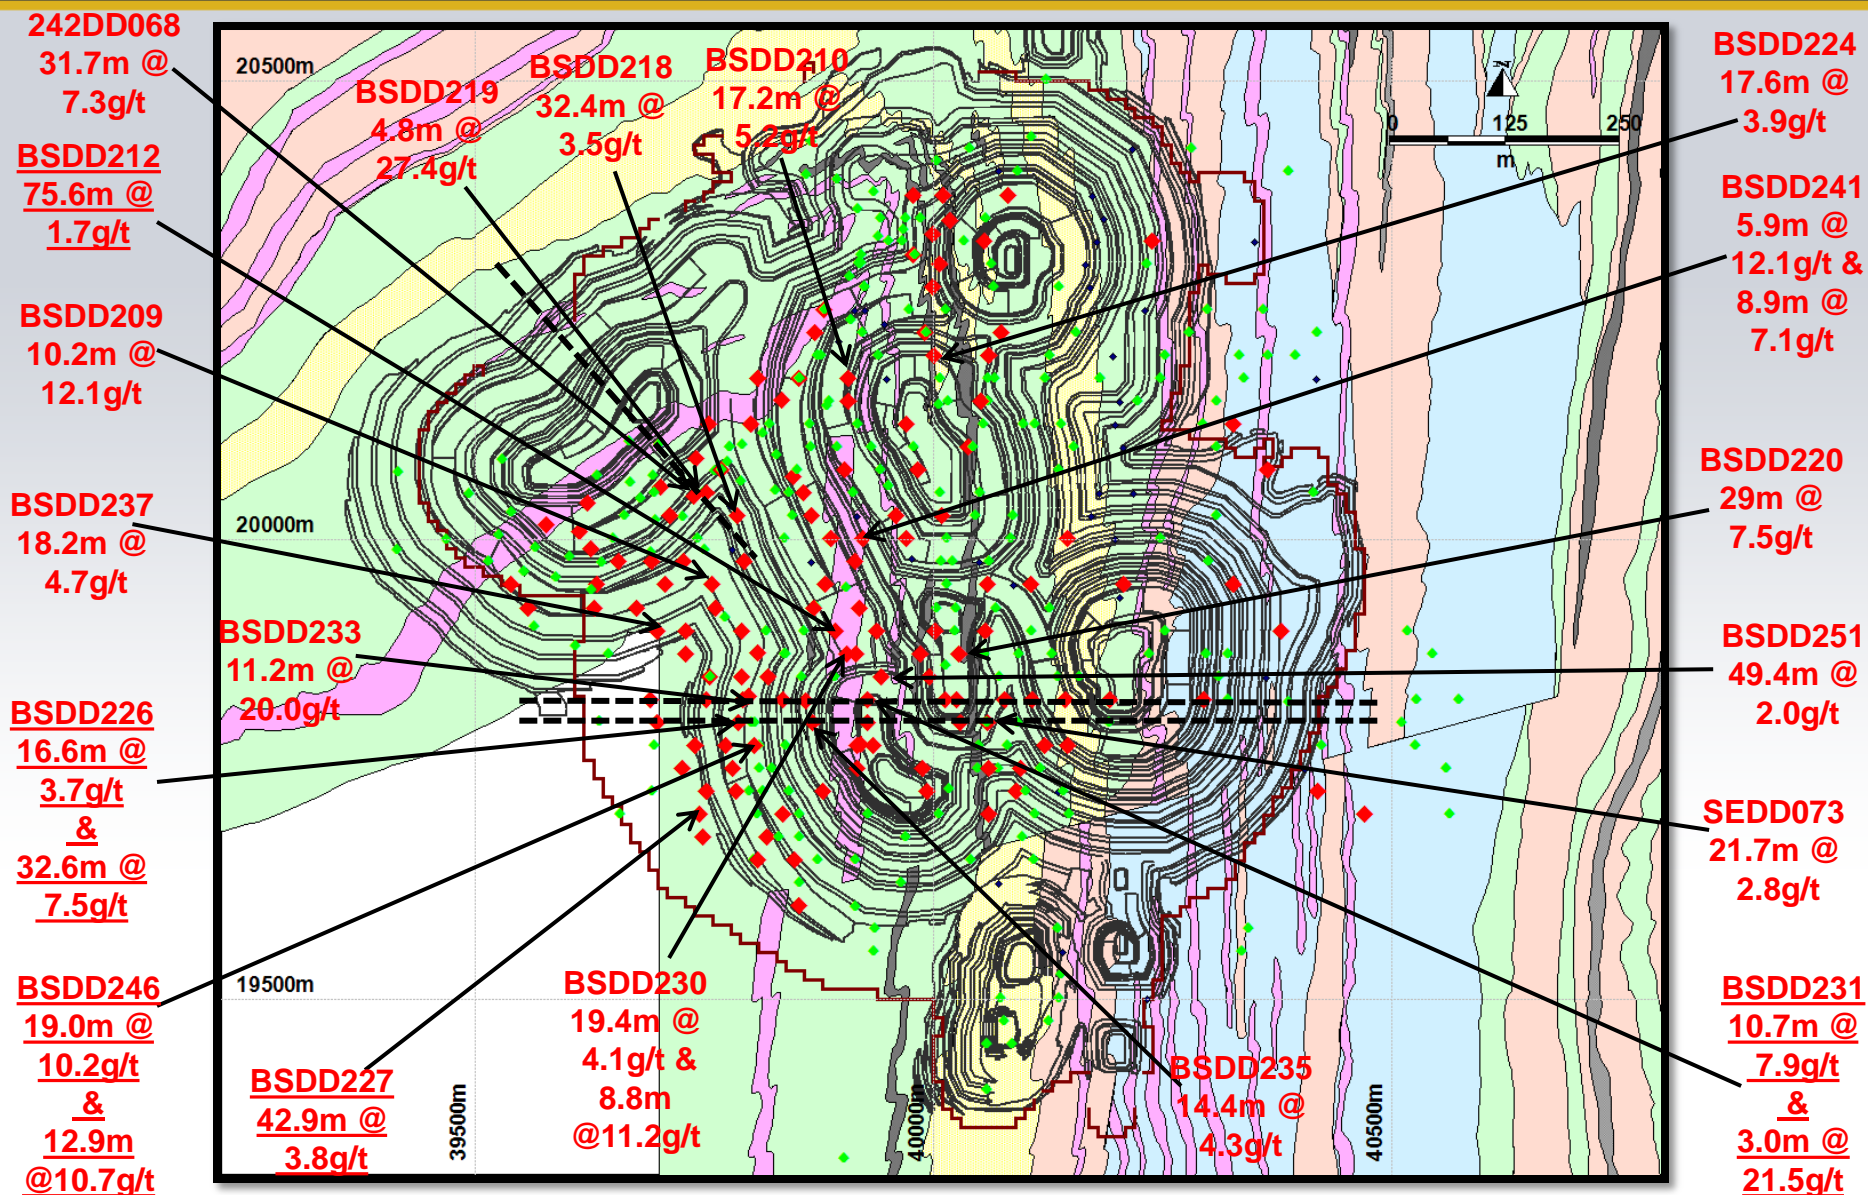 242DD068
31.7m @
7.3g/t
BSDD212
75.6m @
1.7g/t
BSDD209
10.2m @
12.1g/t
BSDD237
18.2m @
4.7g/t
BSDD233
11.2m @
20.0g/t
BSDD226
16.6m @
3.7g/t
&
32.6m @
7.5g/t
BSDD246
19.0m @
10.2g/t
&
12.9m
@10.7g/t
BSDD227
42.9m @
3.8g/t
BSDD219
4.8m @
27.4g/t
BSDD218
32.4m @
3.5g/t
BSDD210
17.2m @
5.2g/t
BSDD230
19.4m @
4.1g/t &
8.8m
@11.2g/t
BSDD235
14.4m @
4.3g/t
BSDD224
17.6m @
3.9g/t
BSDD241
5.9m @
12.1g/t &
8.9m @
7.1g/t
BSDD220
29m @
7.5g/t
BSDD251
49.4m @
2.0g/t
SEDD073
21.7m @
2.8g/t
BSDD231
10.7m @
7.9g/t
&
3.0m @
21.5g/t
20500m
20000m
19500m
39500m
40000m
40500m
0 125 250
m